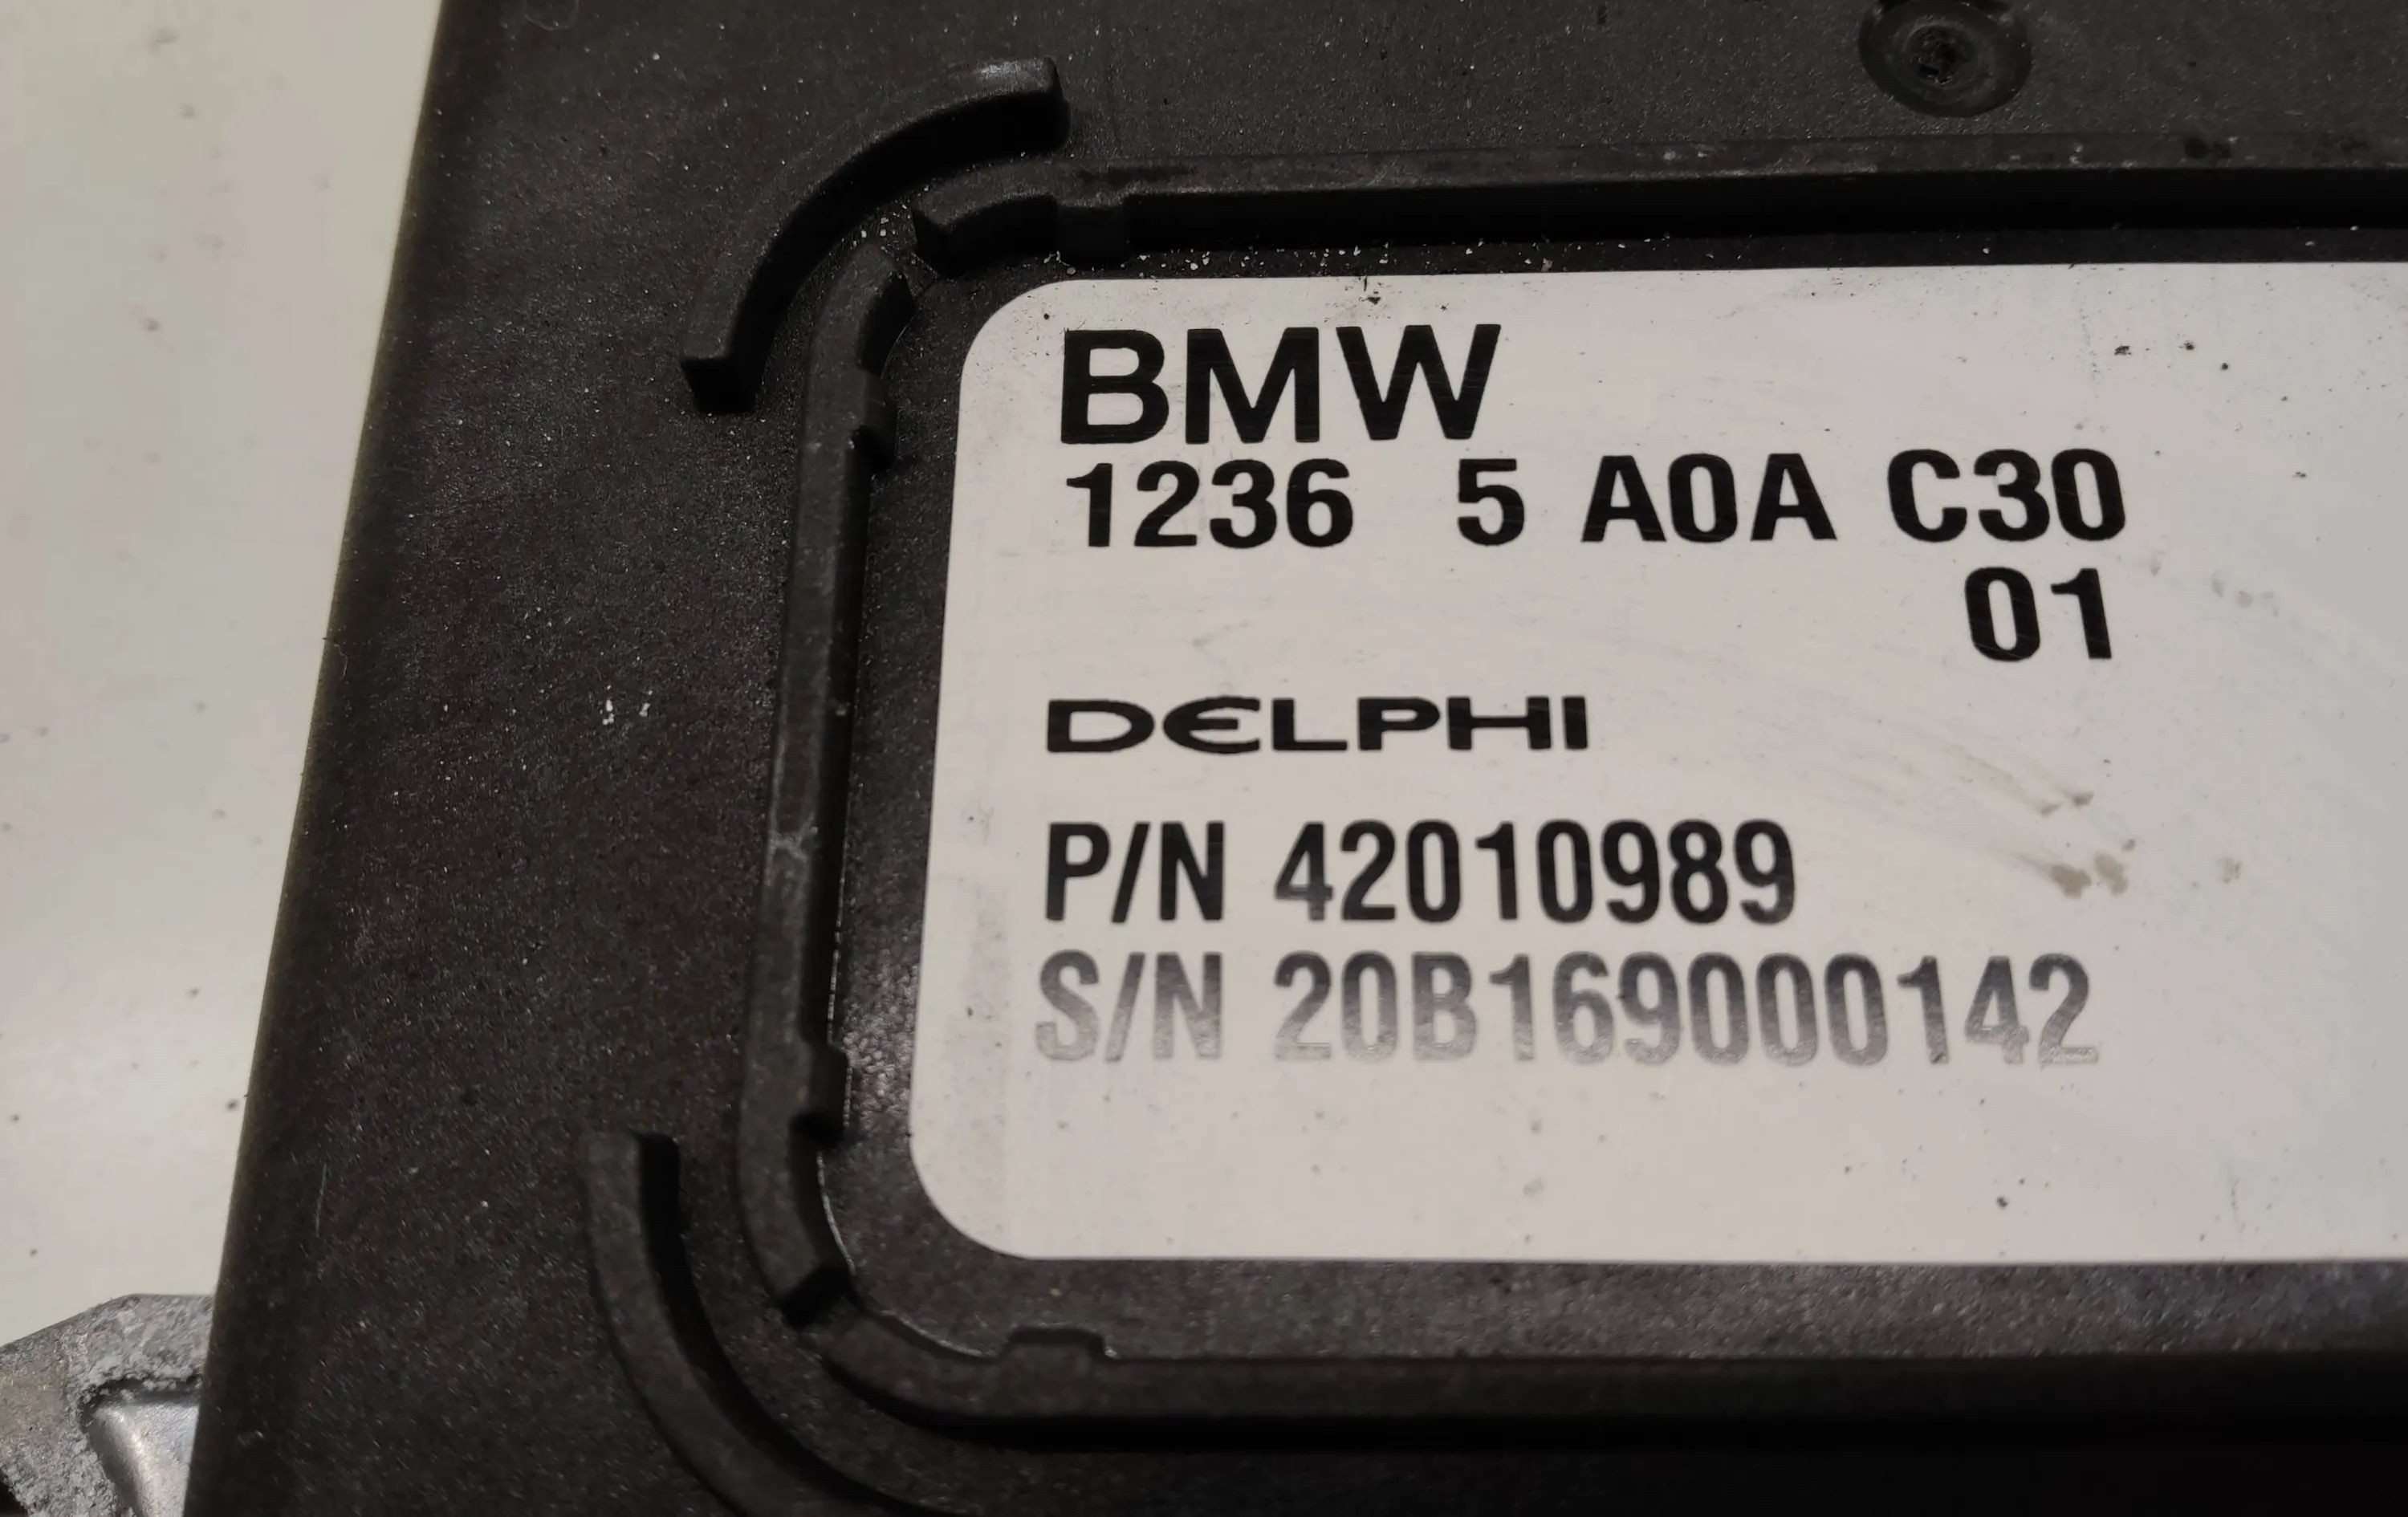 BMW
1236 5 A0A C30
01
DELPHI
P/N 42010989
S/N 20B169000142